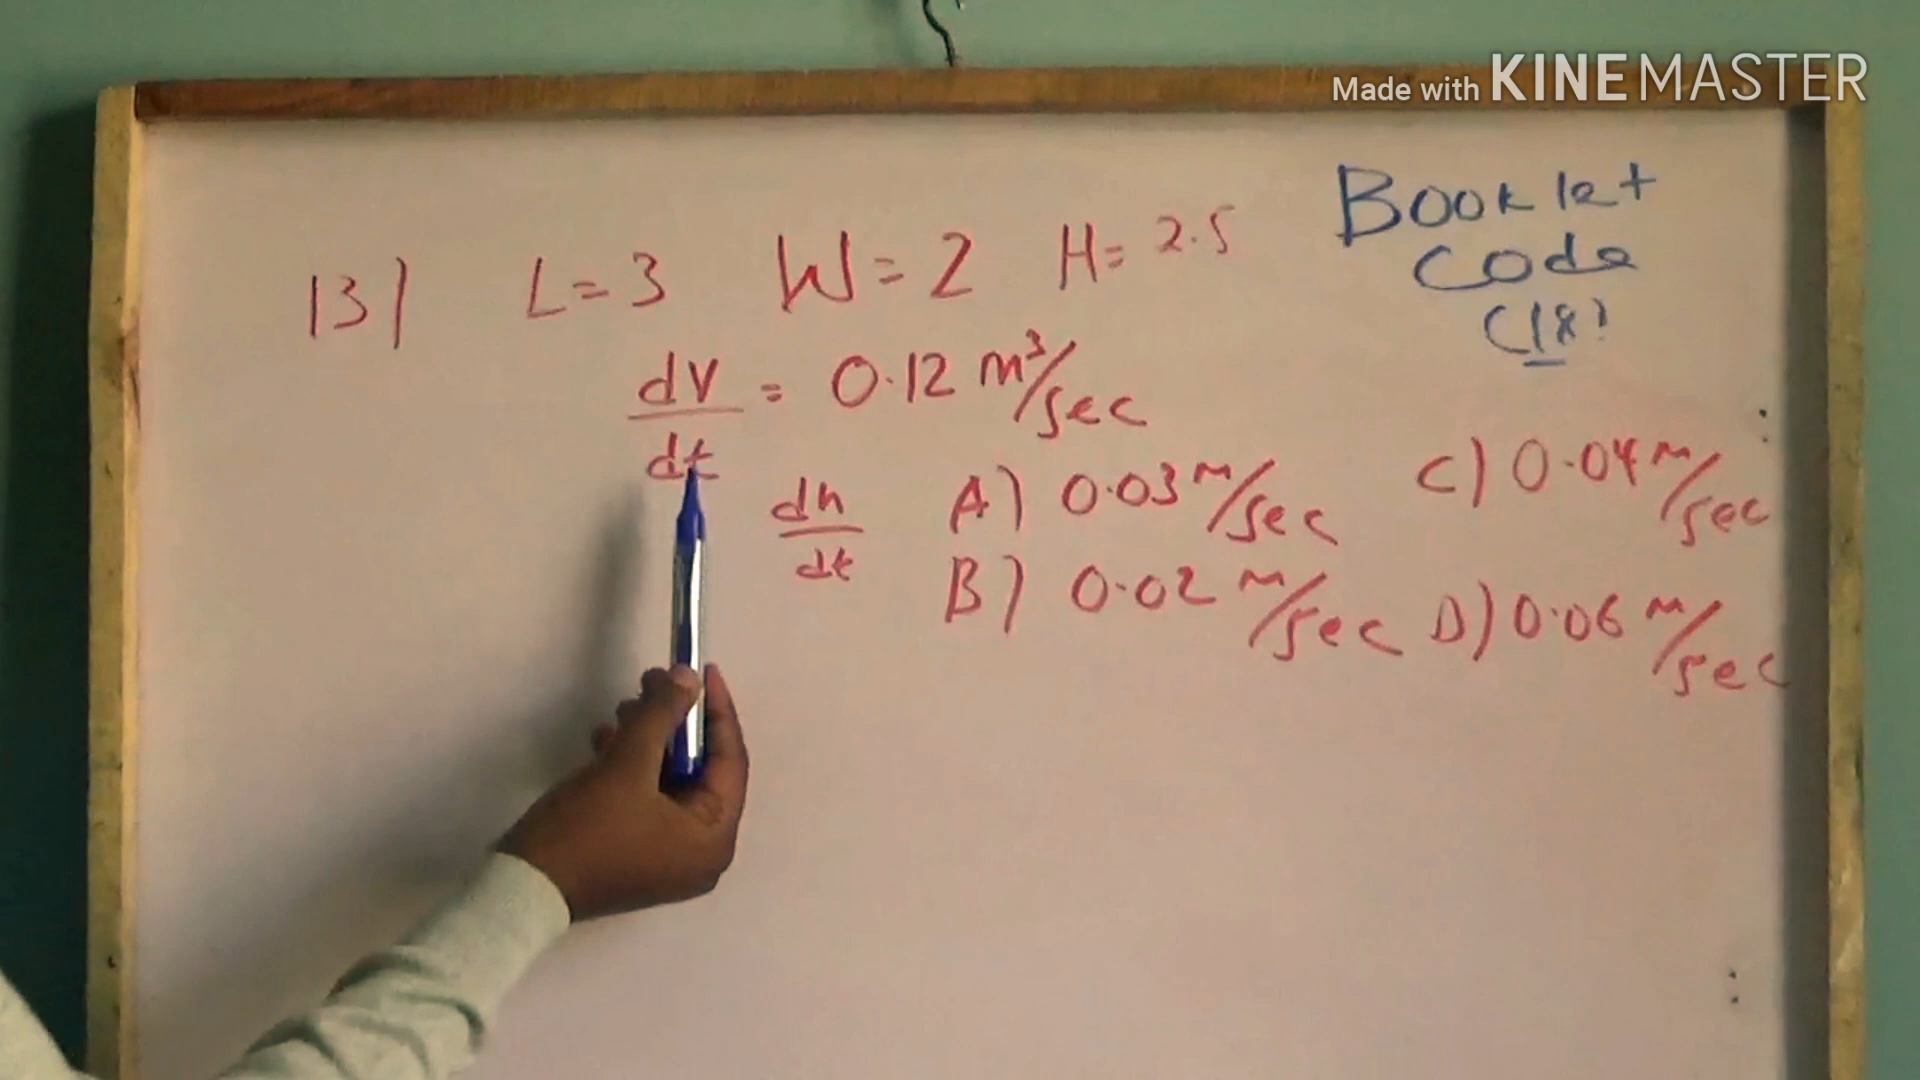 Made with KINEMASTER
Booklet
code
(18)
13) L=3 W=2 H=2.5
dV/dt = 0.12 m³/sec
dh/dt A) 0.03 m/sec C) 0.04 m/sec
B) 0.02 m/sec D) 0.06 m/sec